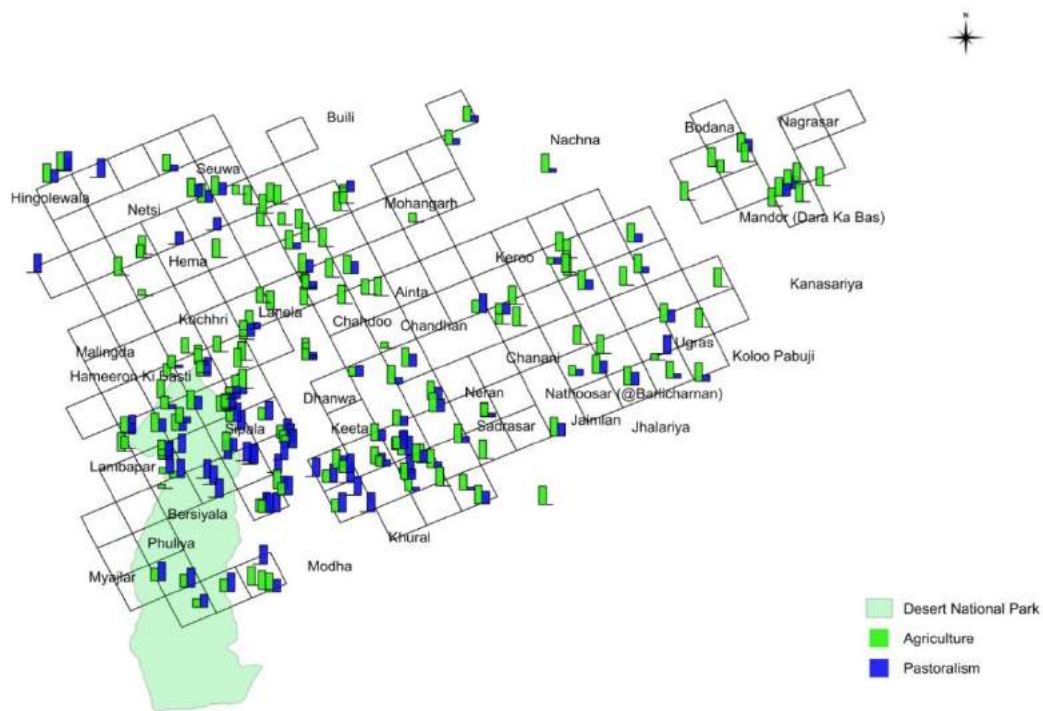 N
Buili
Nachna
Bodana
Nagrasar
Seuwa
Hingolewala
Netsi
Mohangarh
Mandor (Dara Ka Bas)
Hema
Keroo
Kanasariya
Ainta
Lanela
Kuchhri
Chahdoo
Chandhan
Malingda
Chanani
Ugras
Koloo Pabuji
Hameeron Ki Basti
Dhanwa
Neran
Nathoosar (@Barlicharnan)
Sipala
Keeta
Sadrasar
Jaimlan
Jhalariya
Lambapar
Bersiyala
Khural
Phuliya
Myajlar
Modha
Desert National Park
Agriculture
Pastoralism